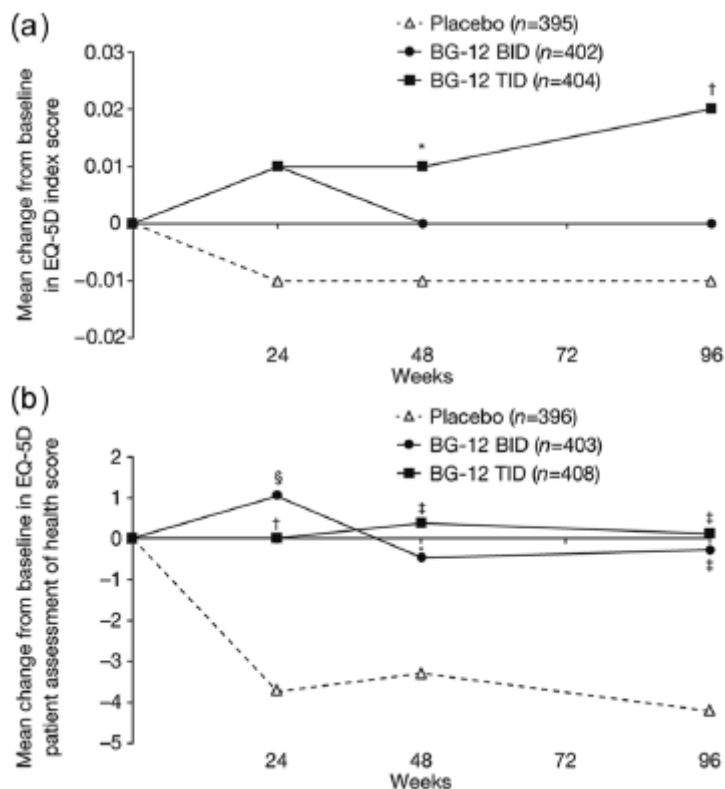 (a)
Placebo (n=395)
BG-12 BID (n=402)
BG-12 TID (n=404)
Mean change from baseline
in EQ-5D index score
0.03
0.02
0.01
0
−0.01
−0.02
*
†
24
48
72
96
Weeks
(b)
Placebo (n=396)
BG-12 BID (n=403)
BG-12 TID (n=408)
Mean change from baseline in EQ-5D
patient assessment of health score
2
1
0
−1
−2
−3
−4
−5
§
†
‡
*
‡
‡
24
48
72
96
Weeks